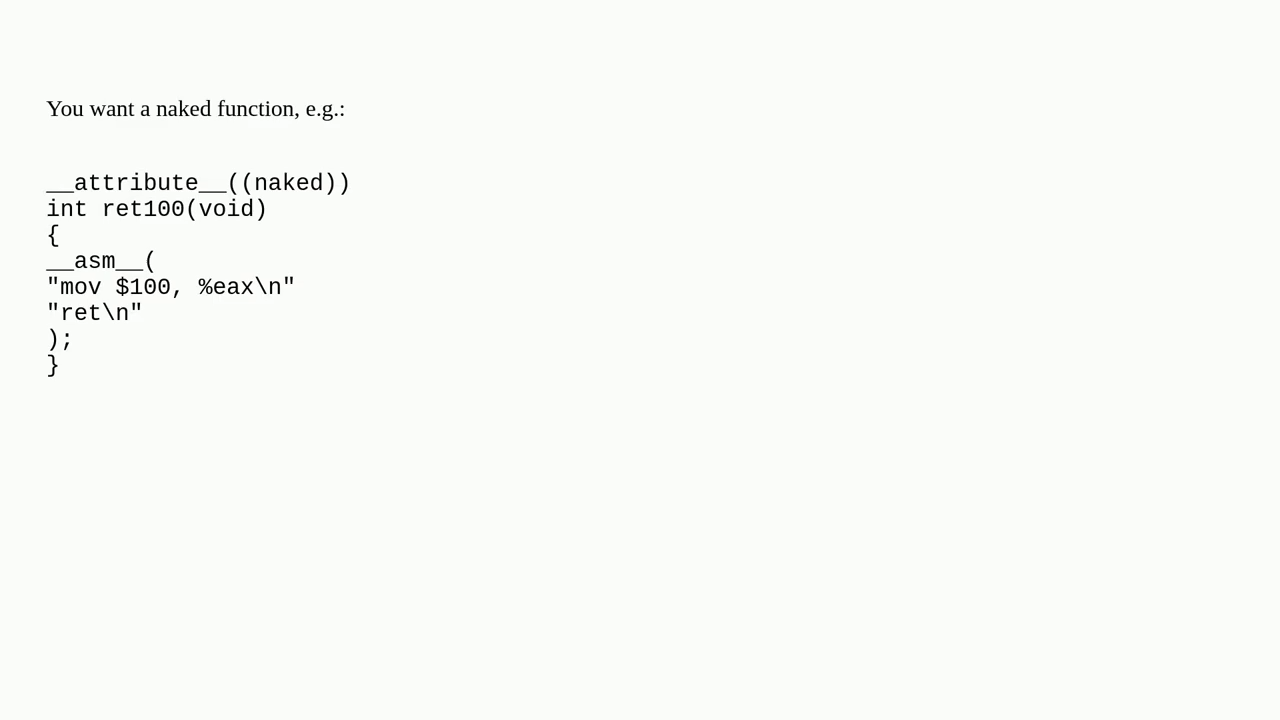 You want a naked function, e.g.:
__attribute__((naked))
int ret100(void)
{
__asm__(
"mov $100, %eax\n"
"ret\n"
);
}